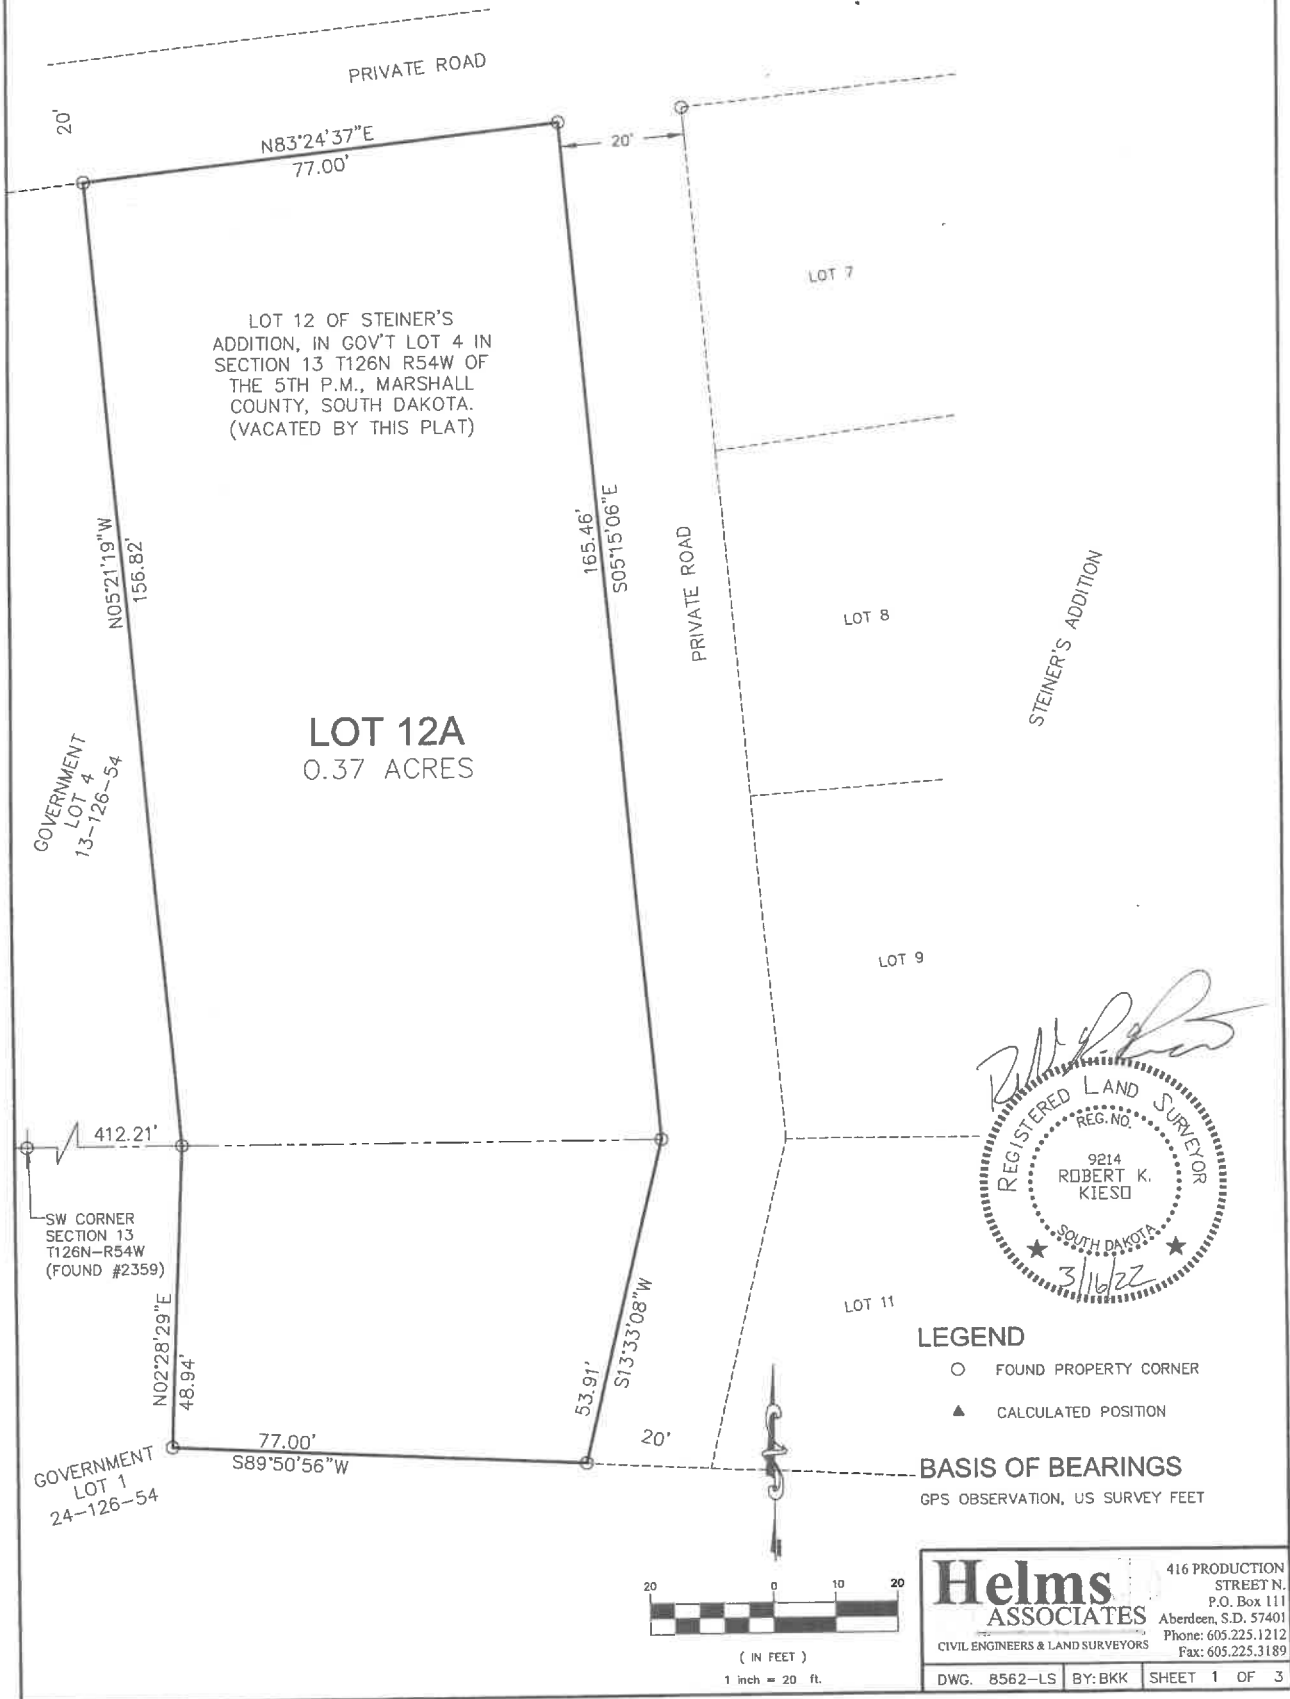 PRIVATE ROAD
20'
N83°24'37"E
77.00'
20'
LOT 7
LOT 12 OF STEINER'S
ADDITION, IN GOV'T LOT 4 IN
SECTION 13 T126N R54W OF
THE 5TH P.M., MARSHALL
COUNTY, SOUTH DAKOTA.
(VACATED BY THIS PLAT)
N05°21'19"W
156.82'
165.46'
S05°15'06"E
PRIVATE ROAD
LOT 8
STEINER'S ADDITION
LOT 12A
0.37 ACRES
GOVERNMENT
LOT 4
13-126-54
LOT 9
412.21'
SW CORNER
SECTION 13
T126N-R54W
(FOUND #2359)
REGISTERED LAND SURVEYOR
REG. NO.
9214
ROBERT K.
KIESO
SOUTH DAKOTA
3/16/22
N02°28'29"E
48.94'
53.91'
S13°33'08"W
LOT 11
77.00'
S89°50'56"W
20'
GOVERNMENT
LOT 1
24-126-54
LEGEND
FOUND PROPERTY CORNER
CALCULATED POSITION
BASIS OF BEARINGS
GPS OBSERVATION, US SURVEY FEET
20 0 10 20
( IN FEET )
1 inch = 20 ft.
Helms
ASSOCIATES
CIVIL ENGINEERS & LAND SURVEYORS
416 PRODUCTION
STREET N.
P.O. Box 111
Aberdeen, S.D. 57401
Phone: 605.225.1212
Fax: 605.225.3189
DWG. 8562-LS BY: BKK SHEET 1 OF 3